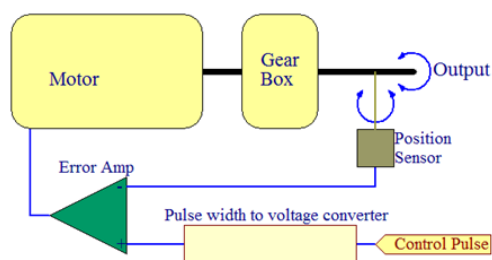 Motor
Gear
Box
Output
Position
Sensor
Error Amp
-
+
Pulse width to voltage converter
Control Pulse